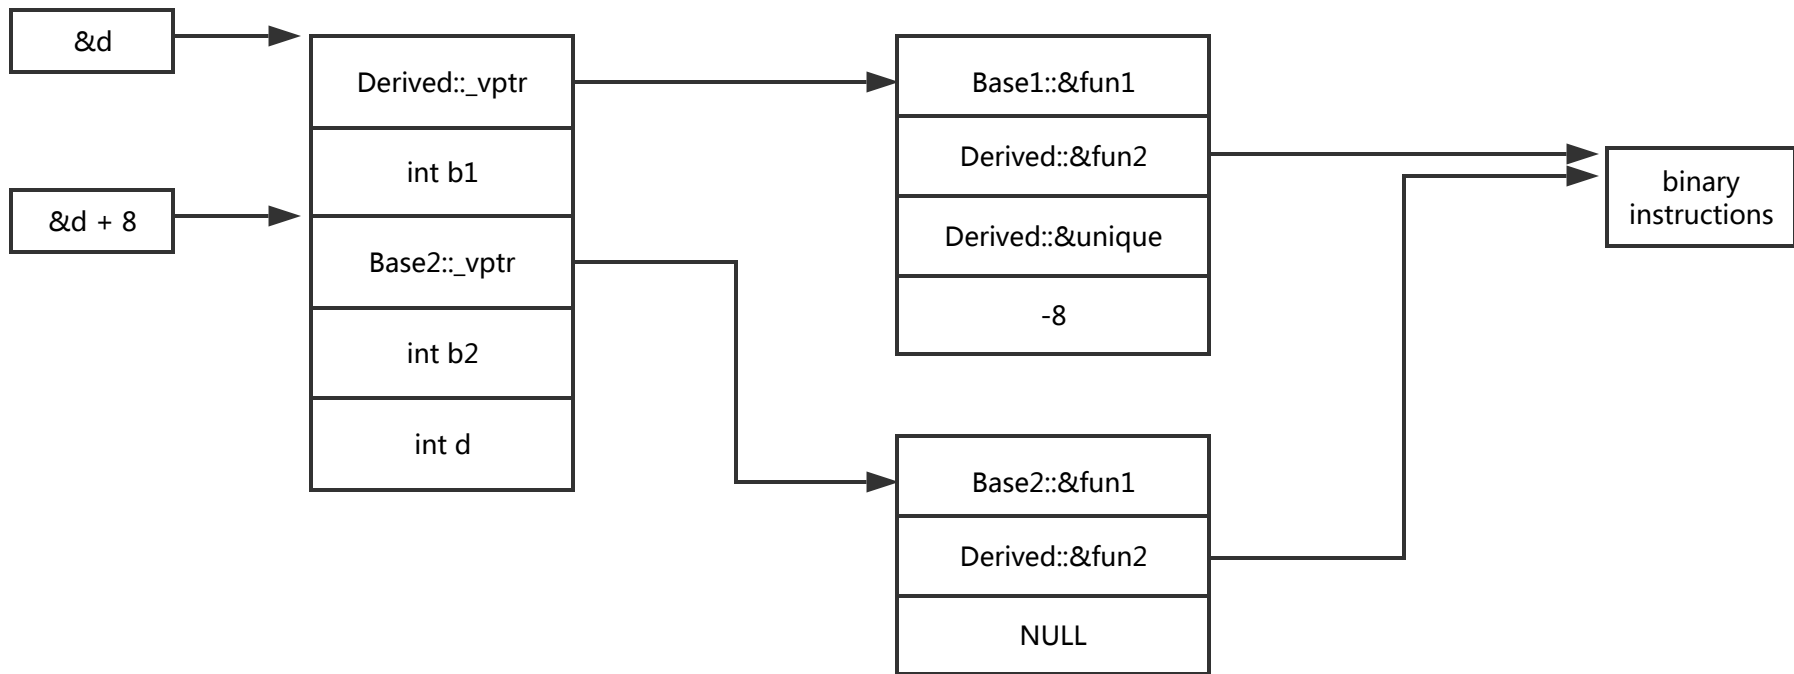 &d
&d + 8
Derived::_vptr
int b1
Base2::_vptr
int b2
int d
Base1::&fun1
Derived::&fun2
Derived::&unique
-8
Base2::&fun1
Derived::&fun2
NULL
binary
instructions